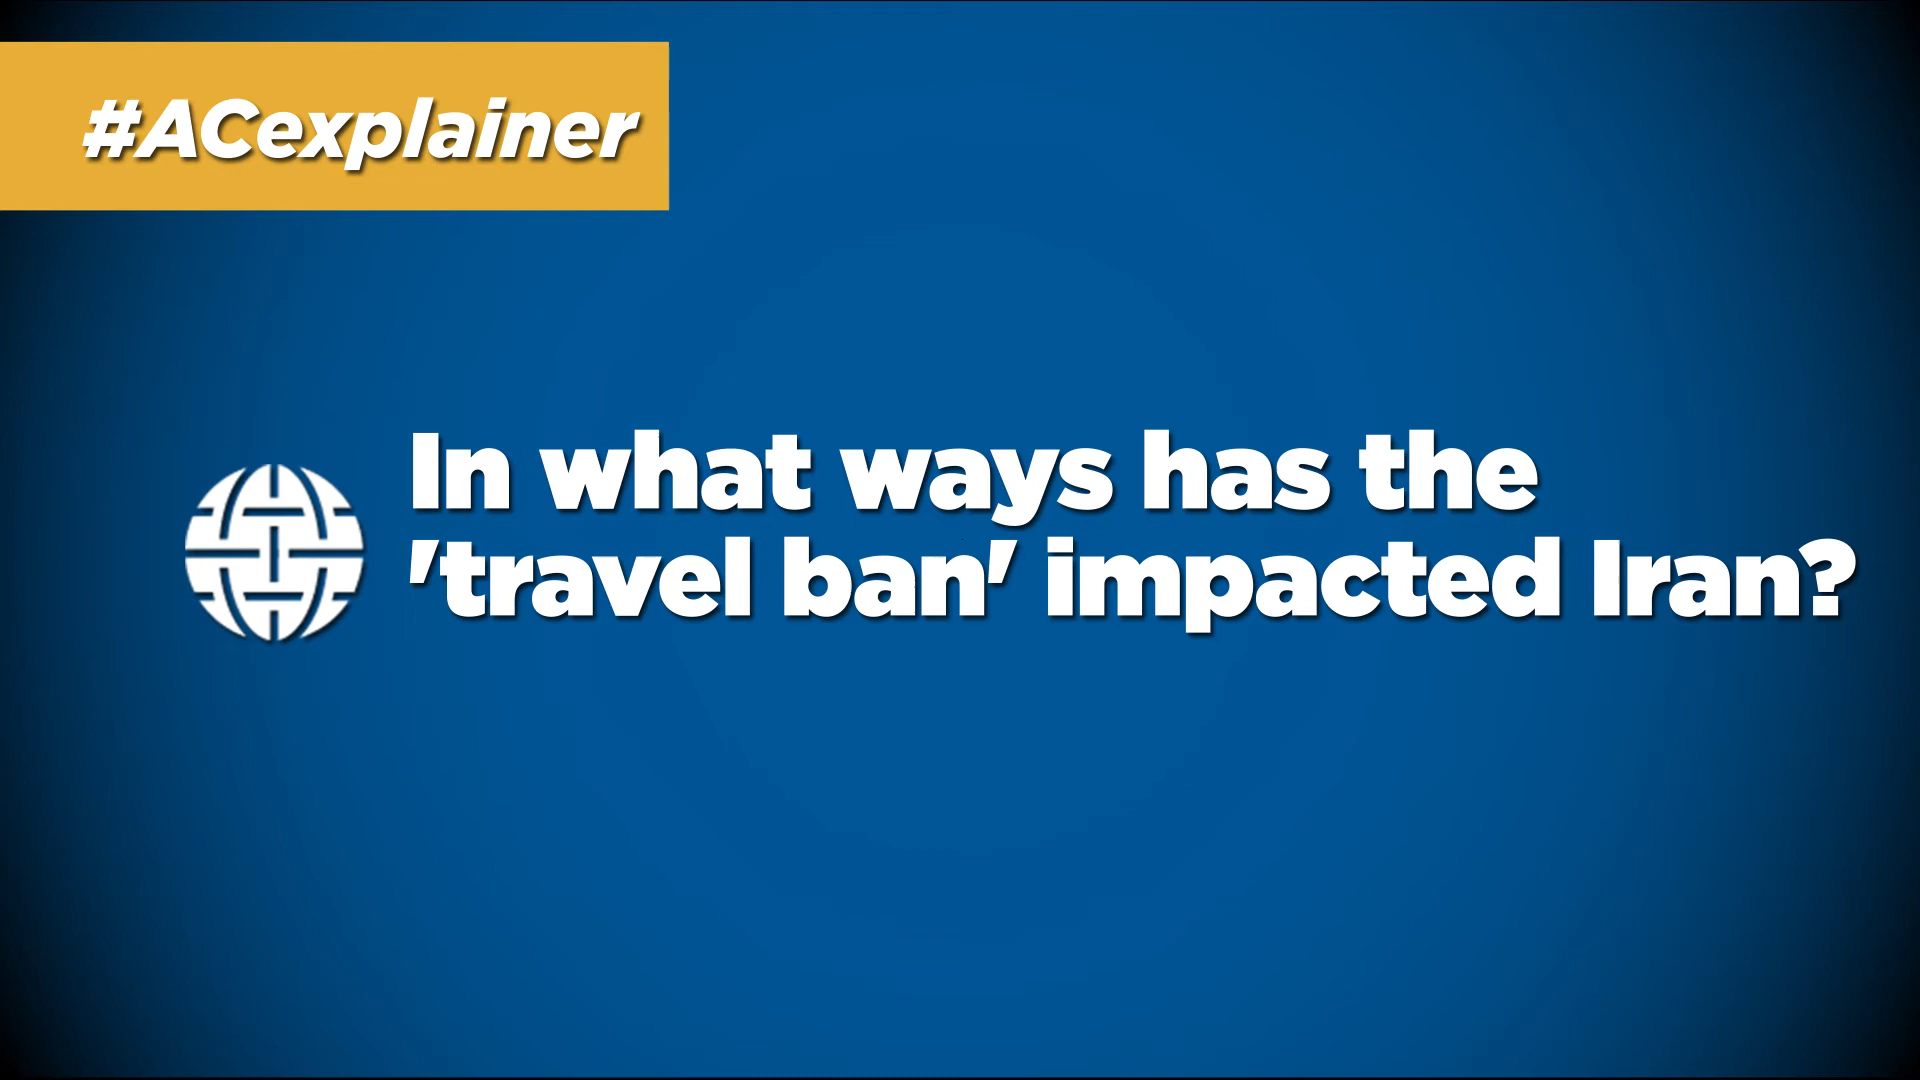 #ACexplainer
In what ways has the
'travel ban' impacted Iran?